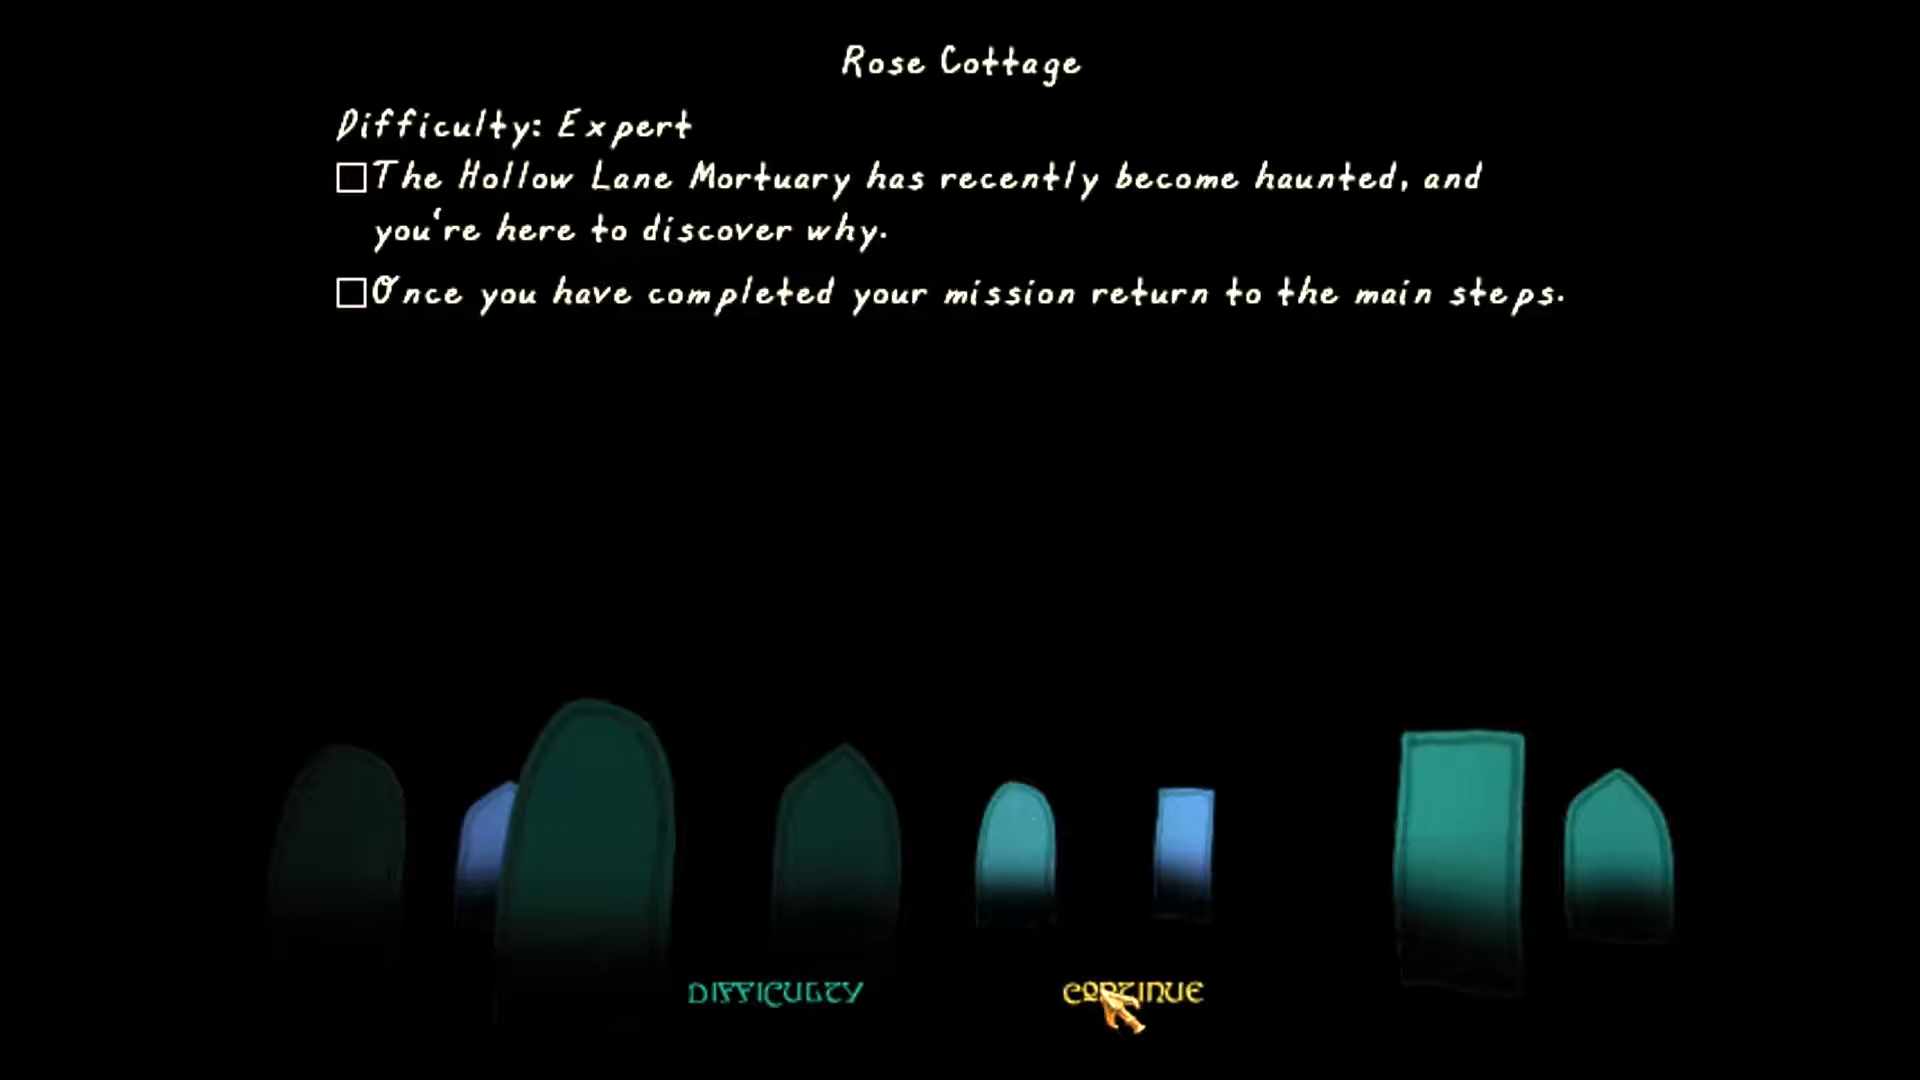 Rose Cottage
Difficulty: Expert
The Hollow Lane Mortuary has recently become haunted, and
you're here to discover why.
Once you have completed your mission return to the main steps.
DIFFICULTY
CONTINUE